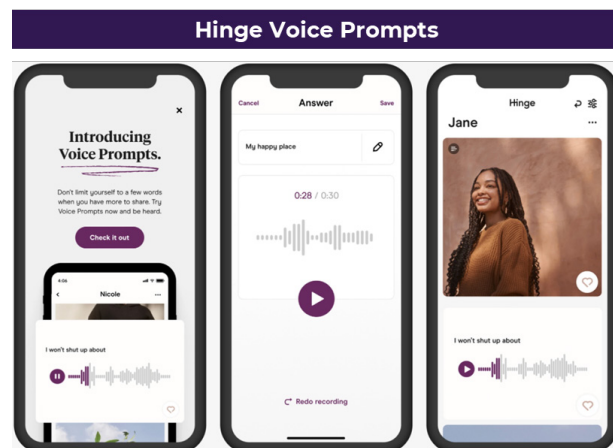 Hinge Voice Prompts
×
Introducing
Voice Prompts.
Don't limit yourself to a few words
when you have more to share. Try
Voice Prompts now and be heard.
Check it out
4:06
Nicole
I won't shut up about
Cancel Answer Save
My happy place
0:28 / 0:30
Redo recording
Hinge
Jane
I won't shut up about